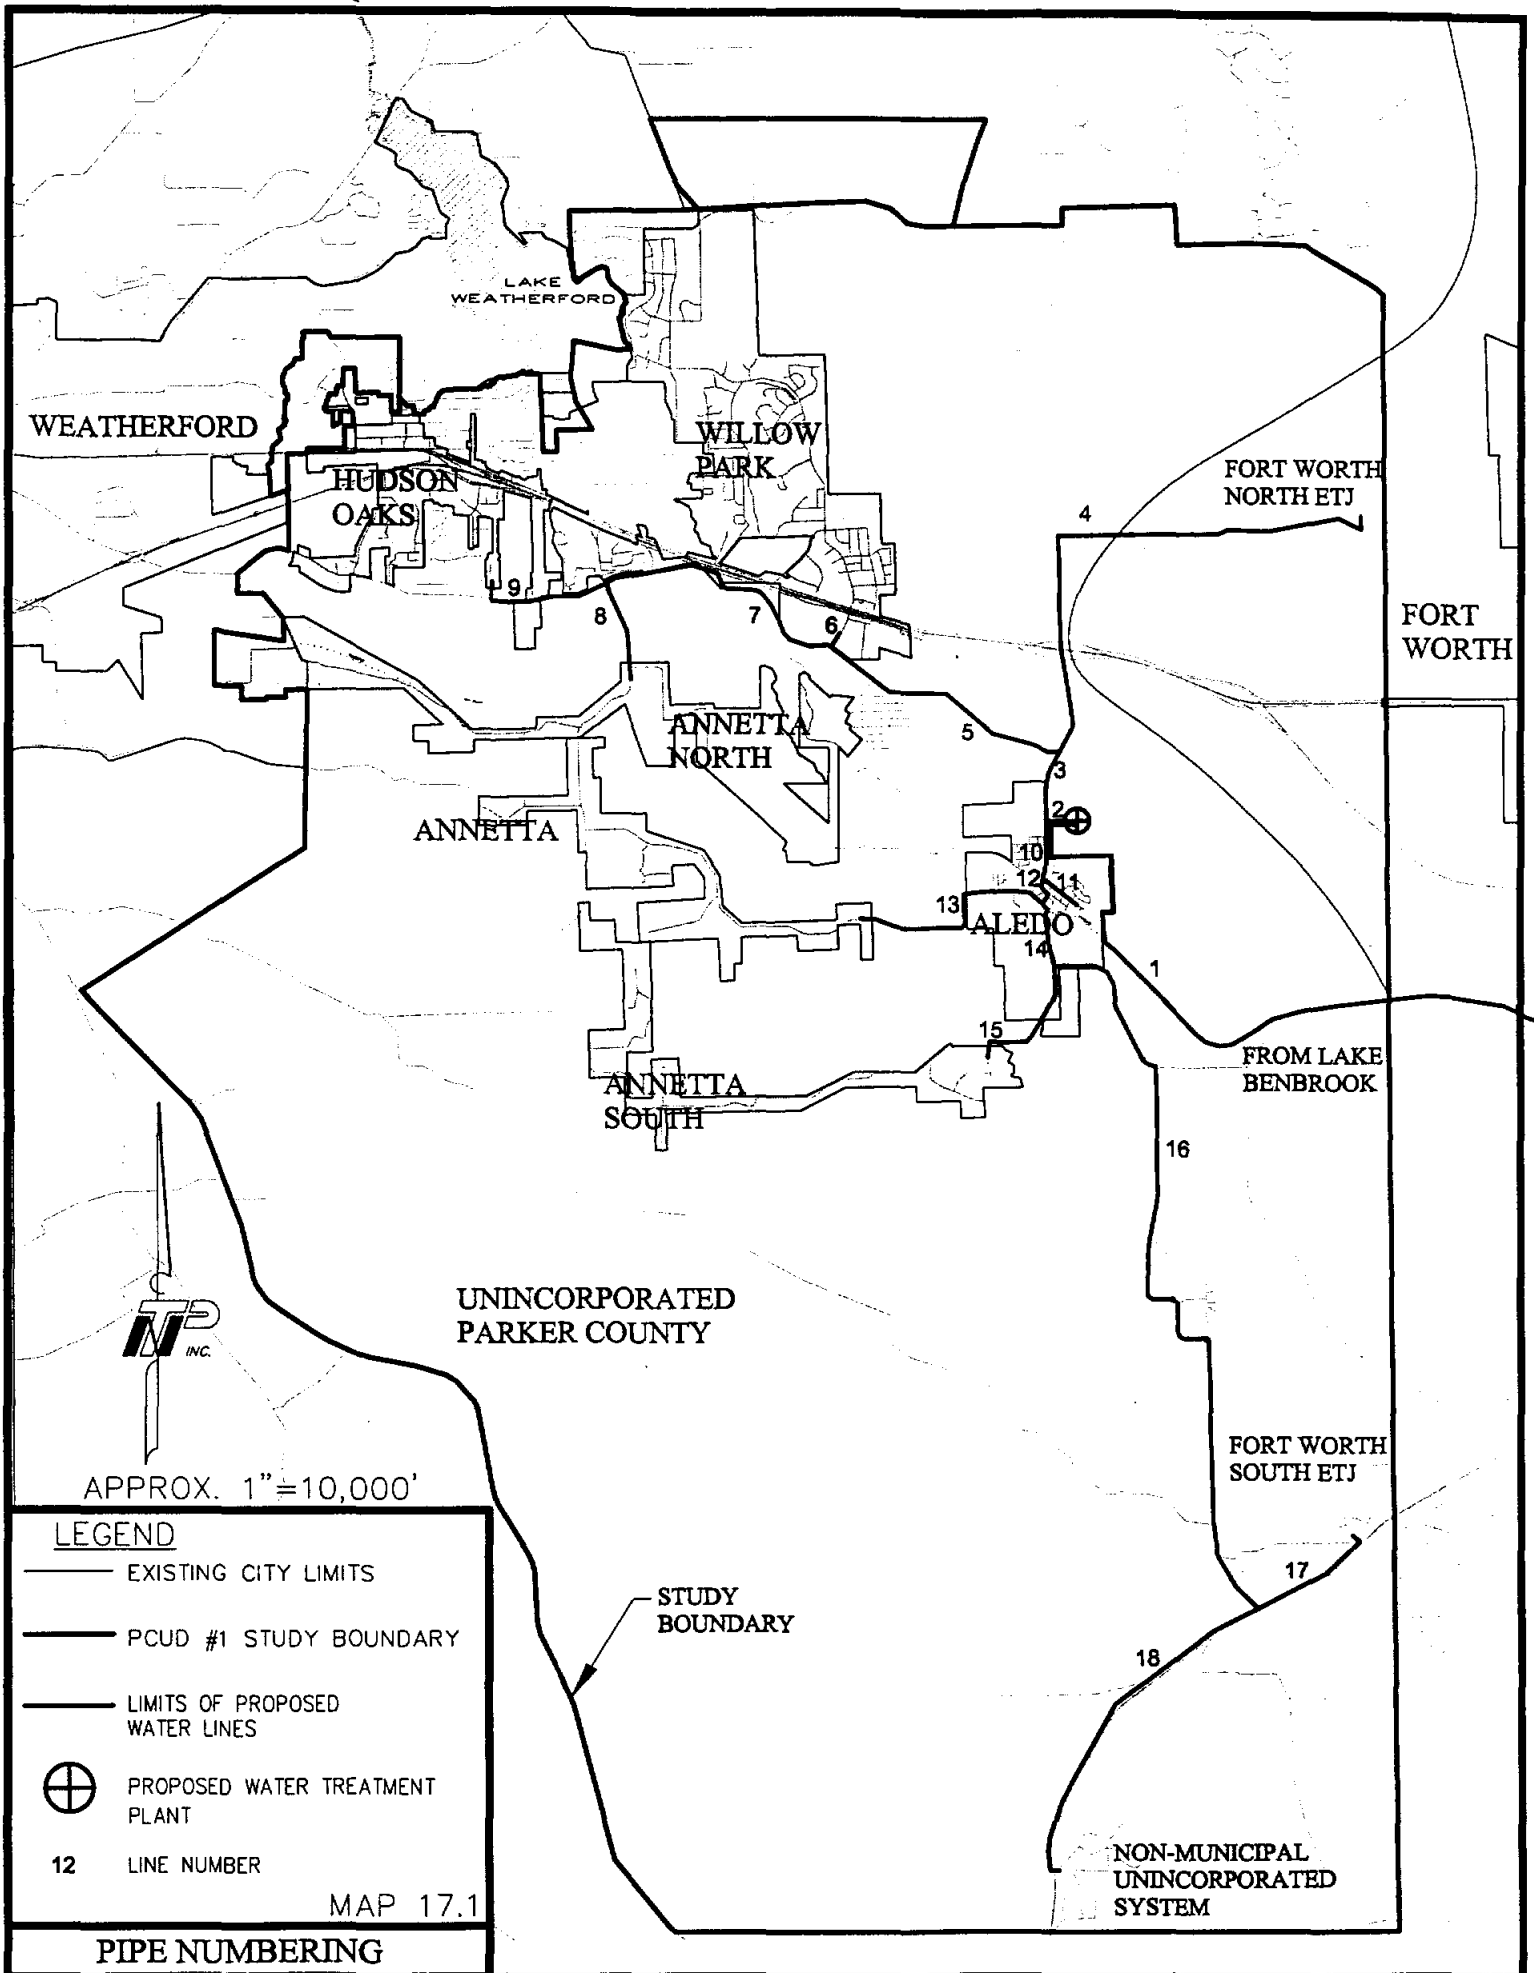 LAKE
WEATHERFORD
WEATHERFORD
WILLOW
PARK
HUDSON
OAKS
FORT WORTH
NORTH ETJ
4
9
8
7
6
FORT
WORTH
ANNETTA
NORTH
5
3
2
ANNETTA
10
12
11
13
ALEDO
14
1
15
FROM LAKE
BENBROOK
ANNETTA
SOUTH
16
UNINCORPORATED
PARKER COUNTY
TNP
INC.
FORT WORTH
SOUTH ETJ
APPROX. 1"=10,000'
17
STUDY
BOUNDARY
18
NON-MUNICIPAL
UNINCORPORATED
SYSTEM
LEGEND
EXISTING CITY LIMITS
PCUD #1 STUDY BOUNDARY
LIMITS OF PROPOSED
WATER LINES
PROPOSED WATER TREATMENT
PLANT
12 LINE NUMBER
MAP 17.1
PIPE NUMBERING